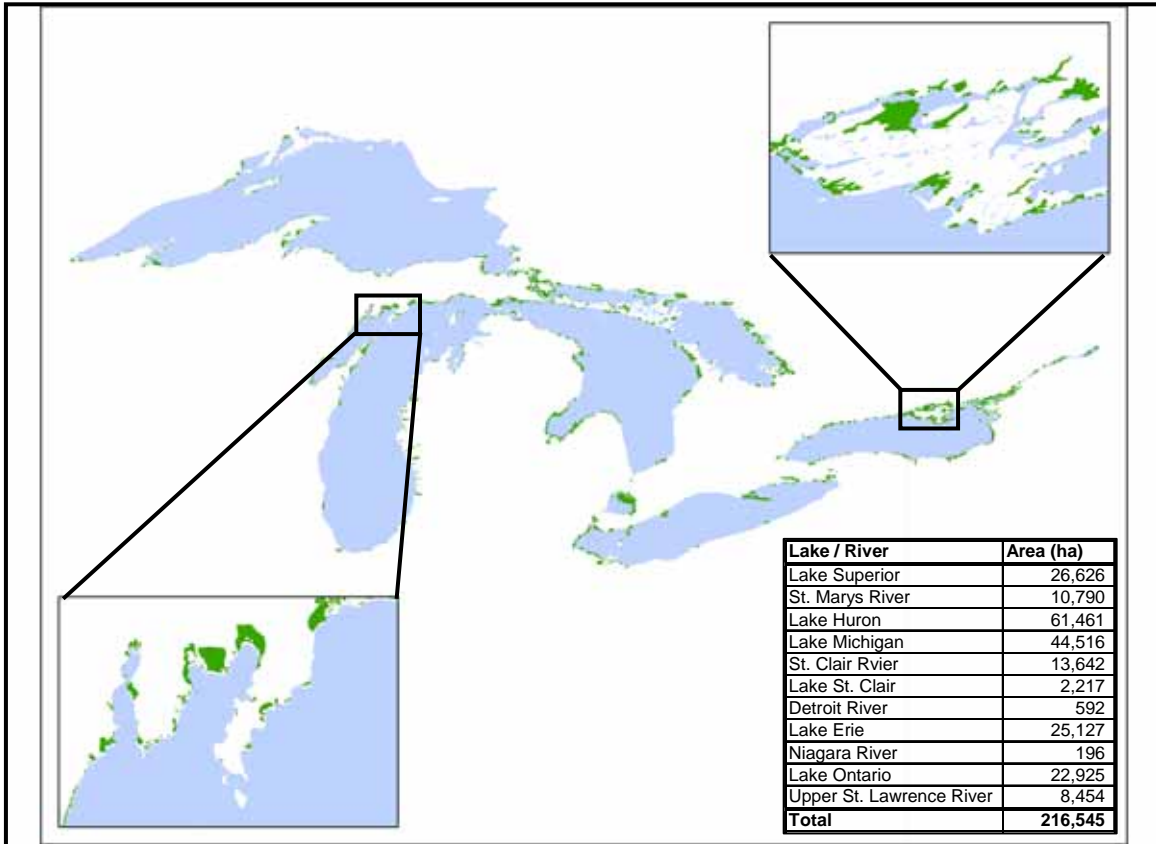 Lake / River Area (ha)
Lake Superior 26,626
St. Marys River 10,790
Lake Huron 61,461
Lake Michigan 44,516
St. Clair Rvier 13,642
Lake St. Clair 2,217
Detroit River 592
Lake Erie 25,127
Niagara River 196
Lake Ontario 22,925
Upper St. Lawrence River 8,454
Total 216,545